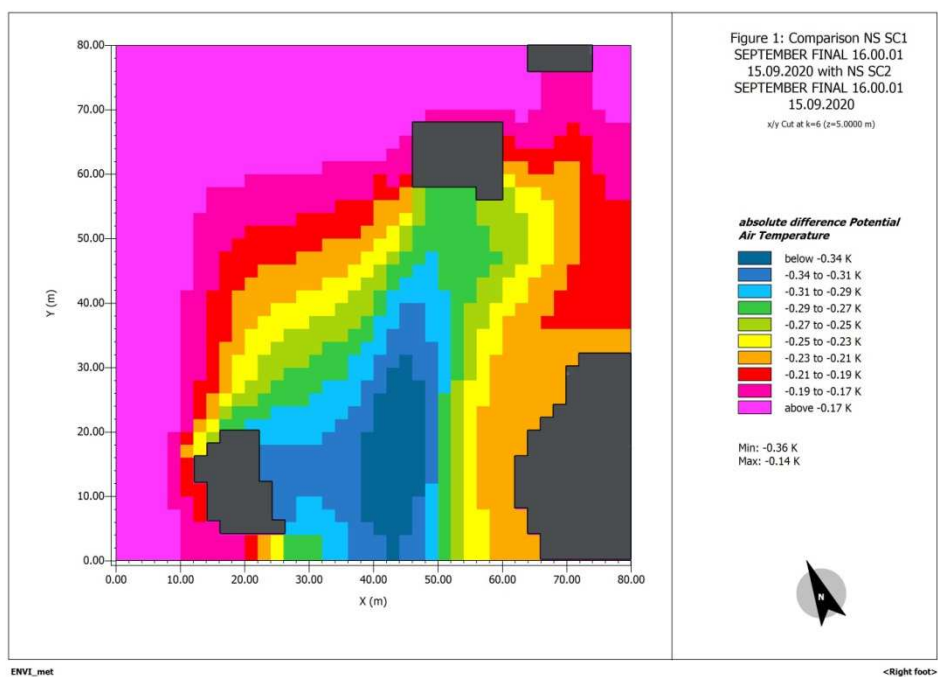 Figure 1: Comparison NS SC1
SEPTEMBER FINAL 16.00.01
15.09.2020 with NS SC2
SEPTEMBER FINAL 16.00.01
15.09.2020
x/y Cut at k=6 (z=5.0000 m)
80.00
70.00
60.00
50.00
40.00
30.00
20.00
10.00
0.00
Y (m)
0.00 10.00 20.00 30.00 40.00 50.00 60.00 70.00 80.00
X (m)
absolute difference Potential
Air Temperature
below -0.34 K
-0.34 to -0.31 K
-0.31 to -0.29 K
-0.29 to -0.27 K
-0.27 to -0.25 K
-0.25 to -0.23 K
-0.23 to -0.21 K
-0.21 to -0.19 K
-0.19 to -0.17 K
above -0.17 K
Min: -0.36 K
Max: -0.14 K
N
ENVI_met
<Right foot>